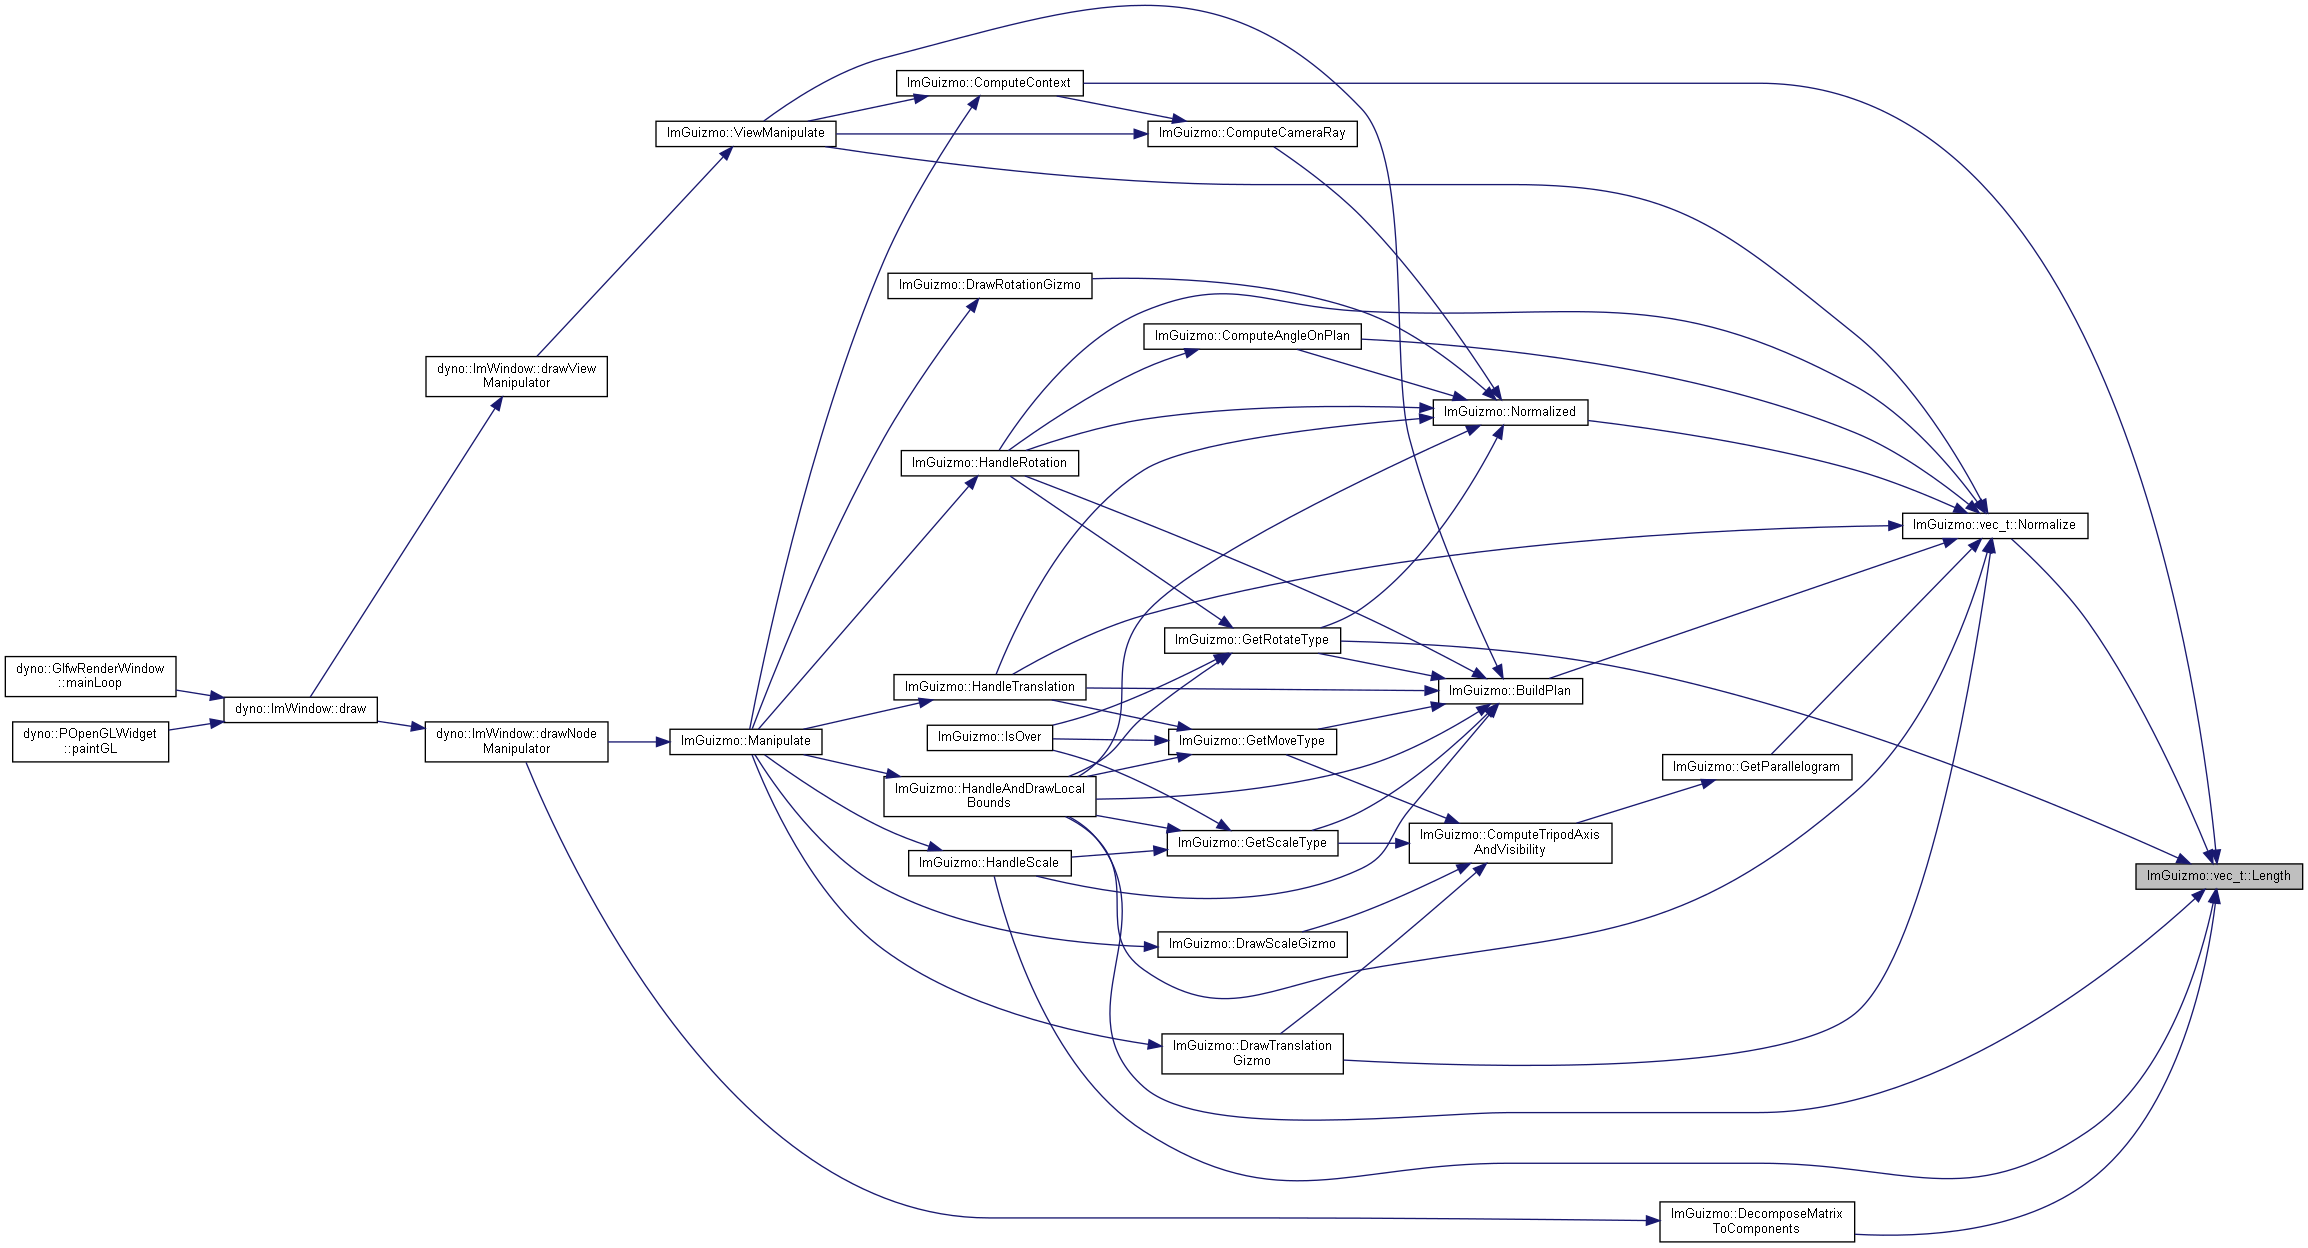 ImGuizmo::ComputeContext
ImGuizmo::ViewManipulate
ImGuizmo::ComputeCameraRay
ImGuizmo::DrawRotationGizmo
ImGuizmo::ComputeAngleOnPlan
dyno::ImWindow::drawView
Manipulator
ImGuizmo::Normalized
ImGuizmo::HandleRotation
ImGuizmo::vec_t::Normalize
ImGuizmo::GetRotateType
dyno::GlfwRenderWindow
::mainLoop
ImGuizmo::HandleTranslation
ImGuizmo::BuildPlan
dyno::ImWindow::draw
dyno::POpenGLWidget
::paintGL
dyno::ImWindow::drawNode
Manipulator
ImGuizmo::Manipulate
ImGuizmo::IsOver
ImGuizmo::GetMoveType
ImGuizmo::GetParallelogram
ImGuizmo::HandleAndDrawLocal
Bounds
ImGuizmo::GetScaleType
ImGuizmo::ComputeTripodAxis
AndVisibility
ImGuizmo::HandleScale
ImGuizmo::vec_t::Length
ImGuizmo::DrawScaleGizmo
ImGuizmo::DrawTranslation
Gizmo
ImGuizmo::DecomposeMatrix
ToComponents